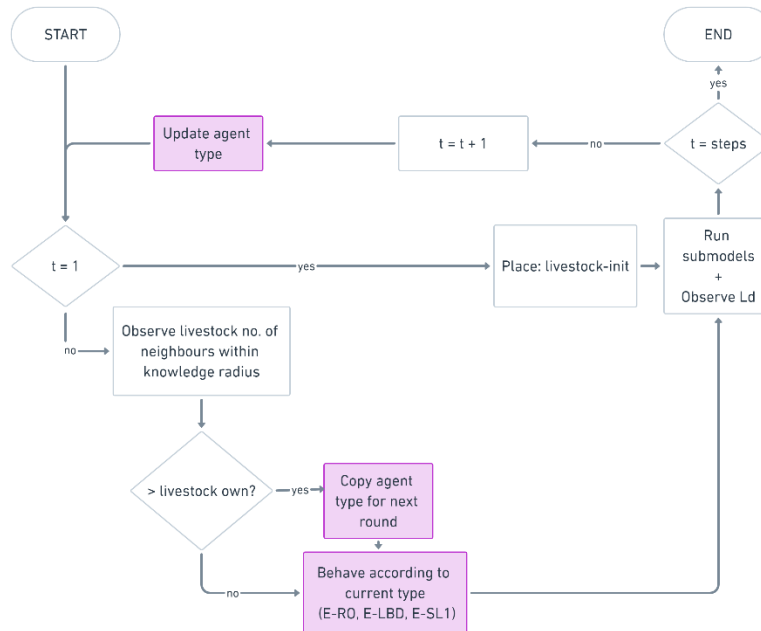 START
END
yes
Update agent
type
t = t + 1
no
t = steps
t = 1
yes
Place: livestock-init
Run
submodels
+
Observe Ld
no
Observe livestock no. of
neighbours within
knowledge radius
> livestock own?
yes
Copy agent
type for next
round
no
Behave according to
current type
(E-RO, E-LBD, E-SL1)